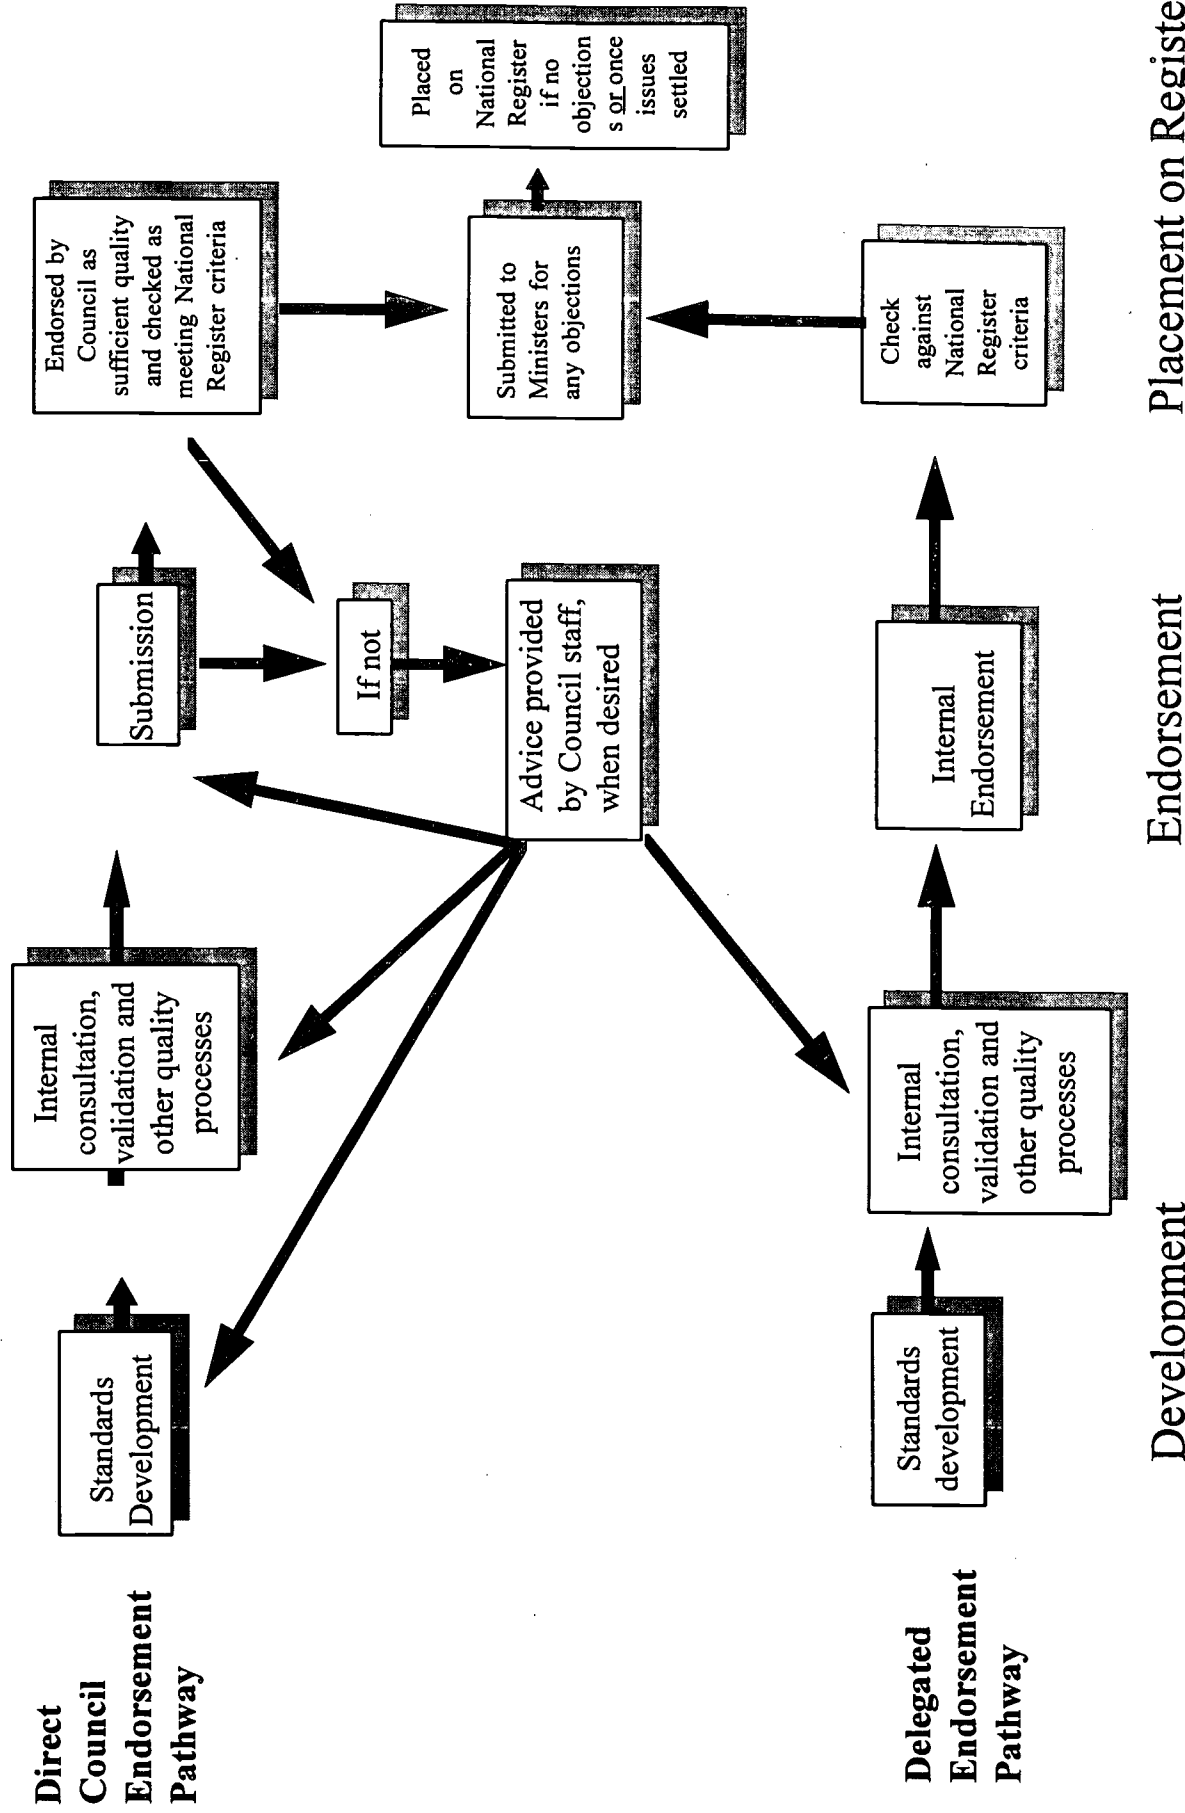 Direct
Council
Endorsement
Pathway
Standards
Development
Internal
consultation,
validation and
other quality
processes
Submission
Endorsed by
Council as
sufficient quality
and checked as
meeting National
Register criteria
If not
Advice provided
by Council staff,
when desired
Submitted to
Ministers for
any objections
Placed
on
National
Register
if no
objection
s or once
issues
settled
Delegated
Endorsement
Pathway
Standards
development
Internal
consultation,
validation and
other quality
processes
Internal
Endorsement
Check
against
National
Register
criteria
Development
Endorsement
Placement on Registe